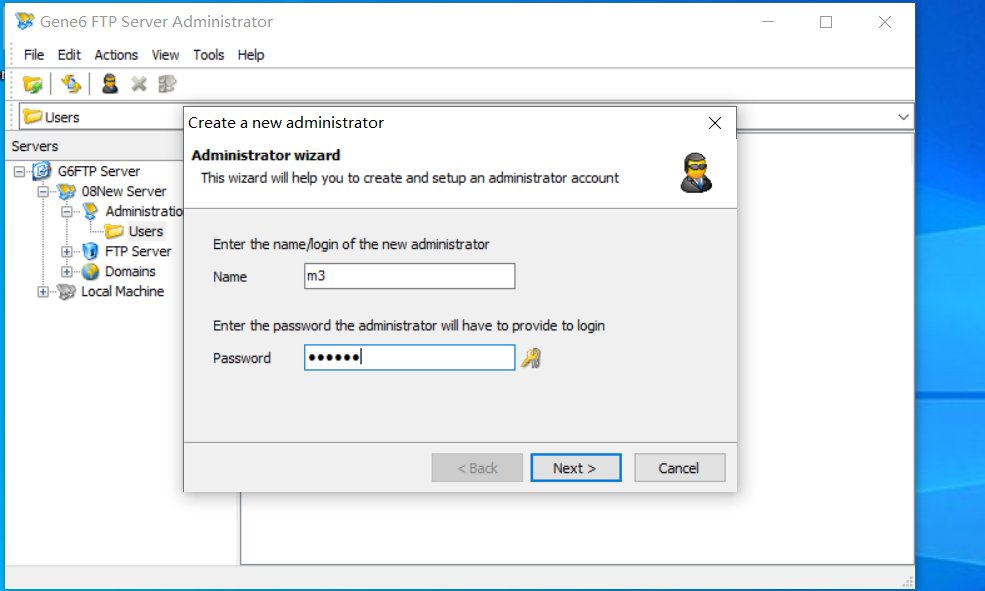 Gene6 FTP Server Administrator
File Edit Actions View Tools Help
Users
Servers
G6FTP Server
08New Server
Administratio
Users
FTP Server
Domains
Local Machine
Create a new administrator
Administrator wizard
This wizard will help you to create and setup an administrator account
Enter the name/login of the new administrator
Name m3
Enter the password the administrator will have to provide to login
Password ••••••
< Back Next > Cancel